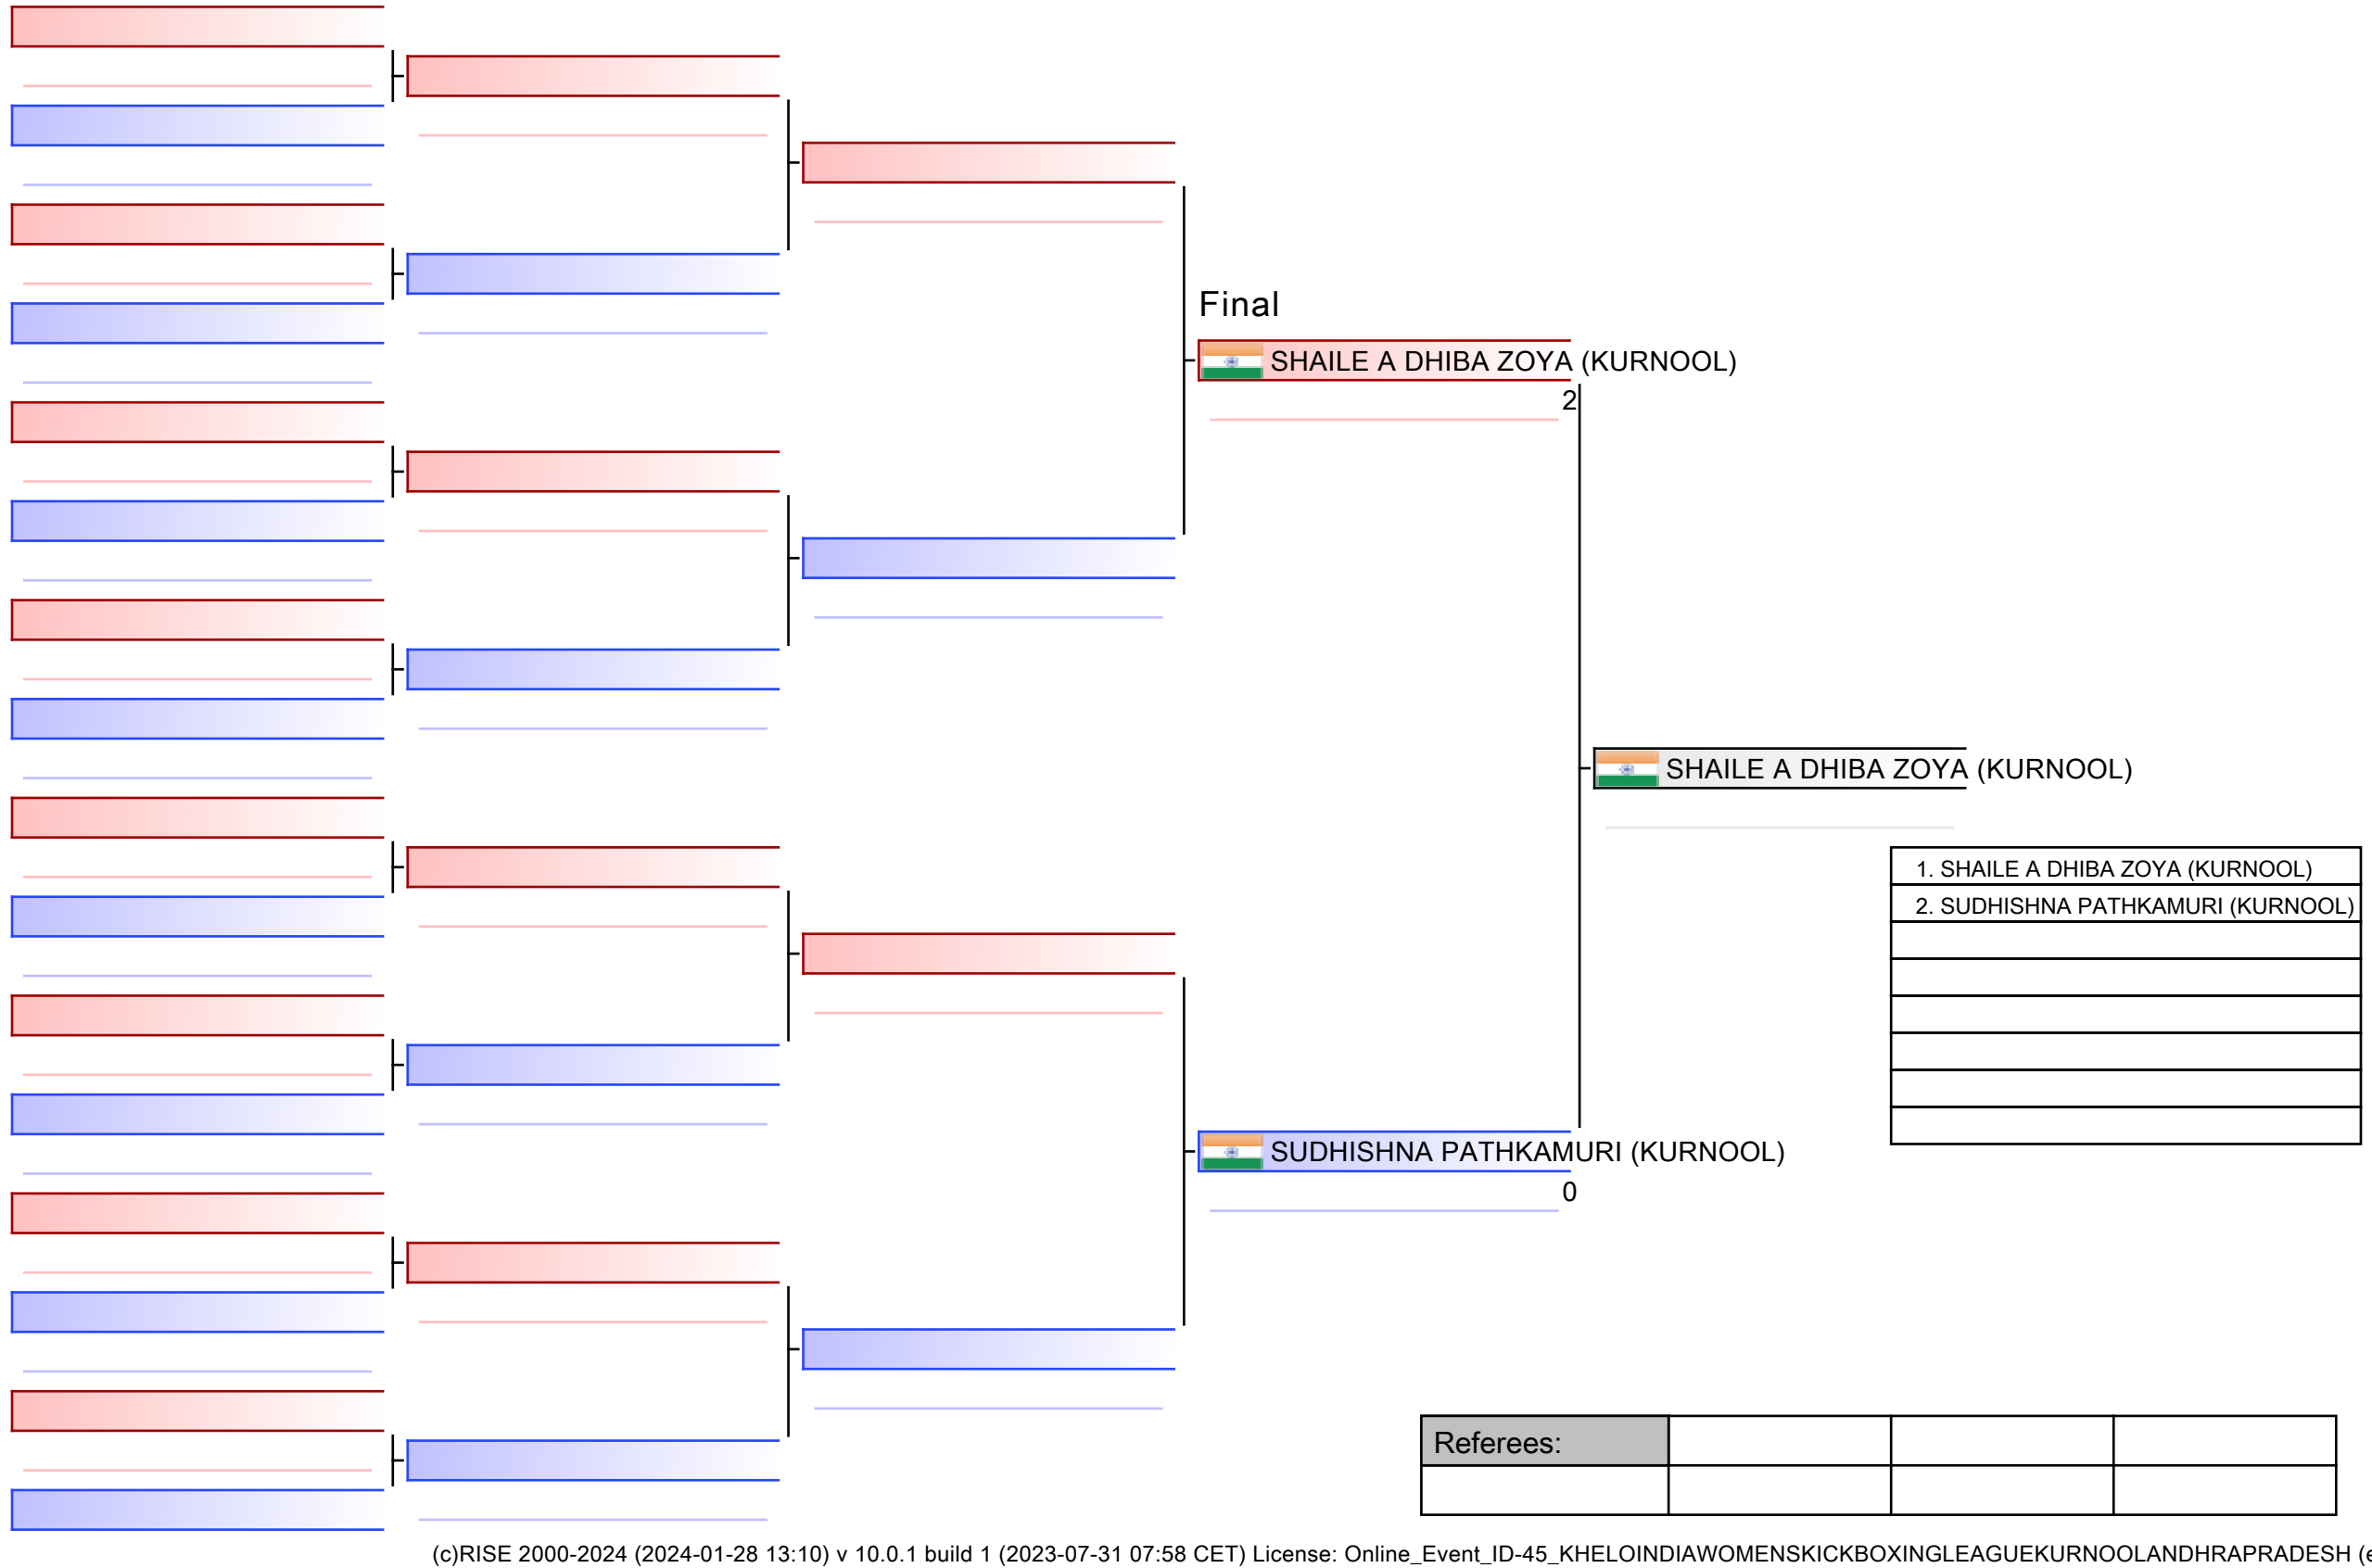 Final
SHAILE A DHIBA ZOYA (KURNOOL)
2
SHAILE A DHIBA ZOYA (KURNOOL)
1. SHAILE A DHIBA ZOYA (KURNOOL)
2. SUDHISHNA PATHKAMURI (KURNOOL)
SUDHISHNA PATHKAMURI (KURNOOL)
0
Referees:
(c)RISE 2000-2024 (2024-01-28 13:10) v 10.0.1 build 1 (2023-07-31 07:58 CET) License: Online_Event_ID-45_KHELOINDIAWOMENSKICKBOXINGLEAGUEKURNOOLANDHRAPRADESH (